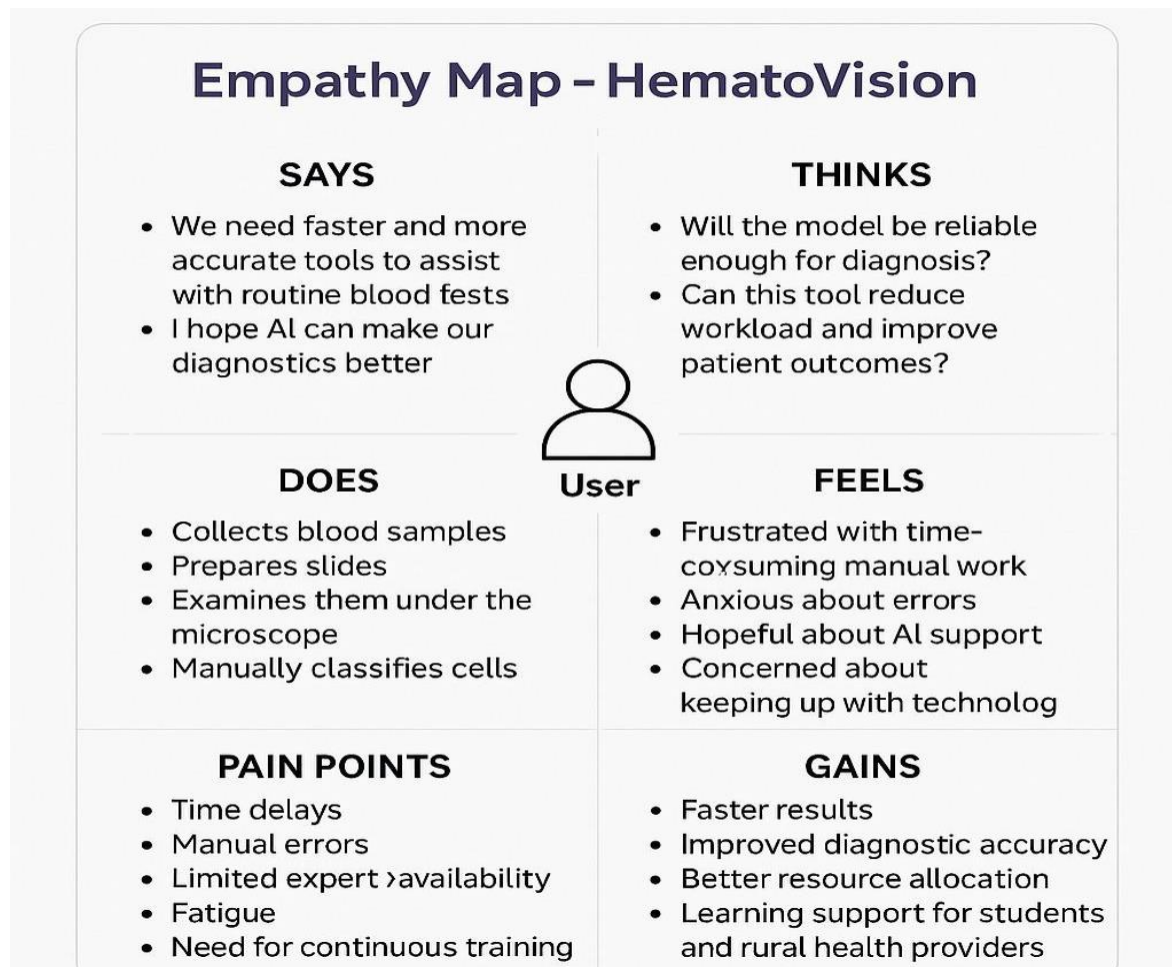 Empathy Map - HematoVision
SAYS
• We need faster and more
accurate tools to assist
with routine blood fests
• I hope AI can make our
diagnostics better
THINKS
• Will the model be reliable
enough for diagnosis?
• Can this tool reduce
workload and improve
patient outcomes?
User
DOES
• Collects blood samples
• Prepares slides
• Examines them under the
microscope
• Manually classifies cells
FEELS
• Frustrated with time-
coxsuming manual work
• Anxious about errors
• Hopeful about AI support
• Concerned about
keeping up with technolog
PAIN POINTS
• Time delays
• Manual errors
• Limited expert ›availability
• Fatigue
• Need for continuous training
GAINS
• Faster results
• Improved diagnostic accuracy
• Better resource allocation
• Learning support for students
and rural health providers